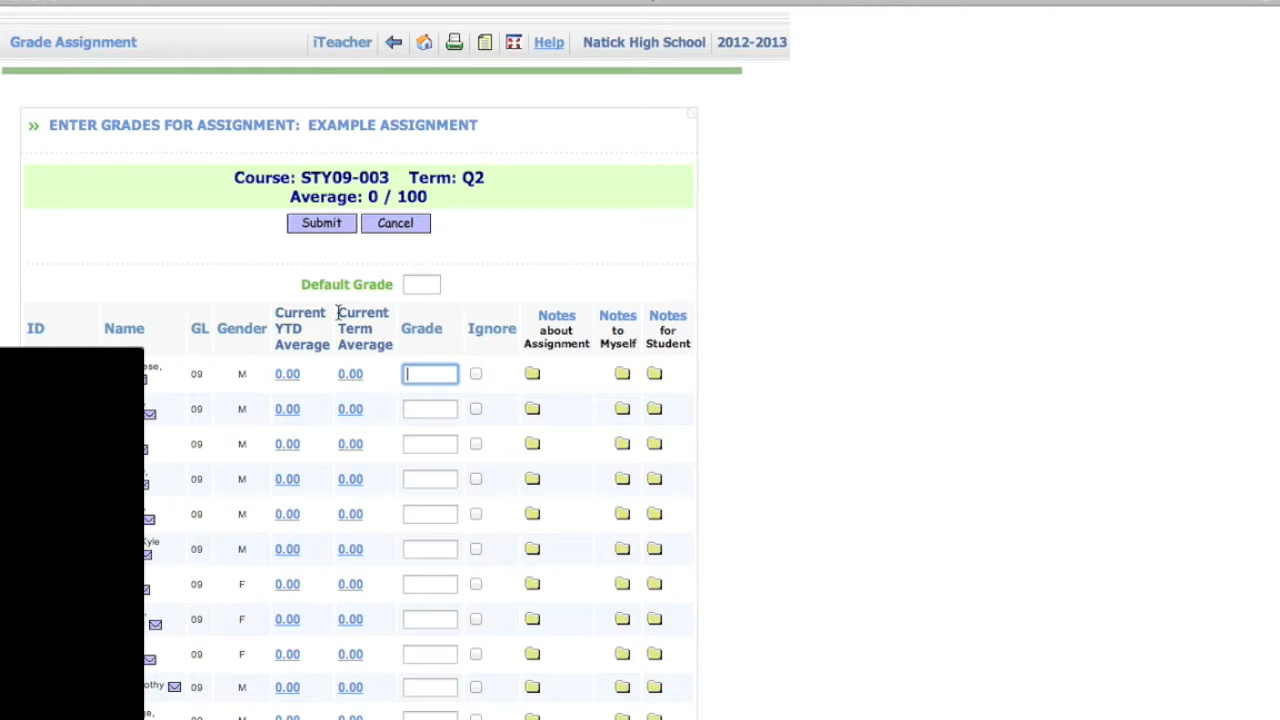 Grade Assignment iTeacher Help Natick High School 2012-2013
ENTER GRADES FOR ASSIGNMENT: EXAMPLE ASSIGNMENT
Course: STY09-003 Term: Q2
Average: 0 / 100
Submit Cancel
Default Grade
ID Name GL Gender Current YTD Average Current Term Average Grade Ignore Notes about Assignment Notes to Myself Notes for Student
ese, 09 M 0.00 0.00
09 M 0.00 0.00
09 M 0.00 0.00
09 M 0.00 0.00
09 M 0.00 0.00
Kyle 09 M 0.00 0.00
09 F 0.00 0.00
09 F 0.00 0.00
09 F 0.00 0.00
othy 09 M 0.00 0.00